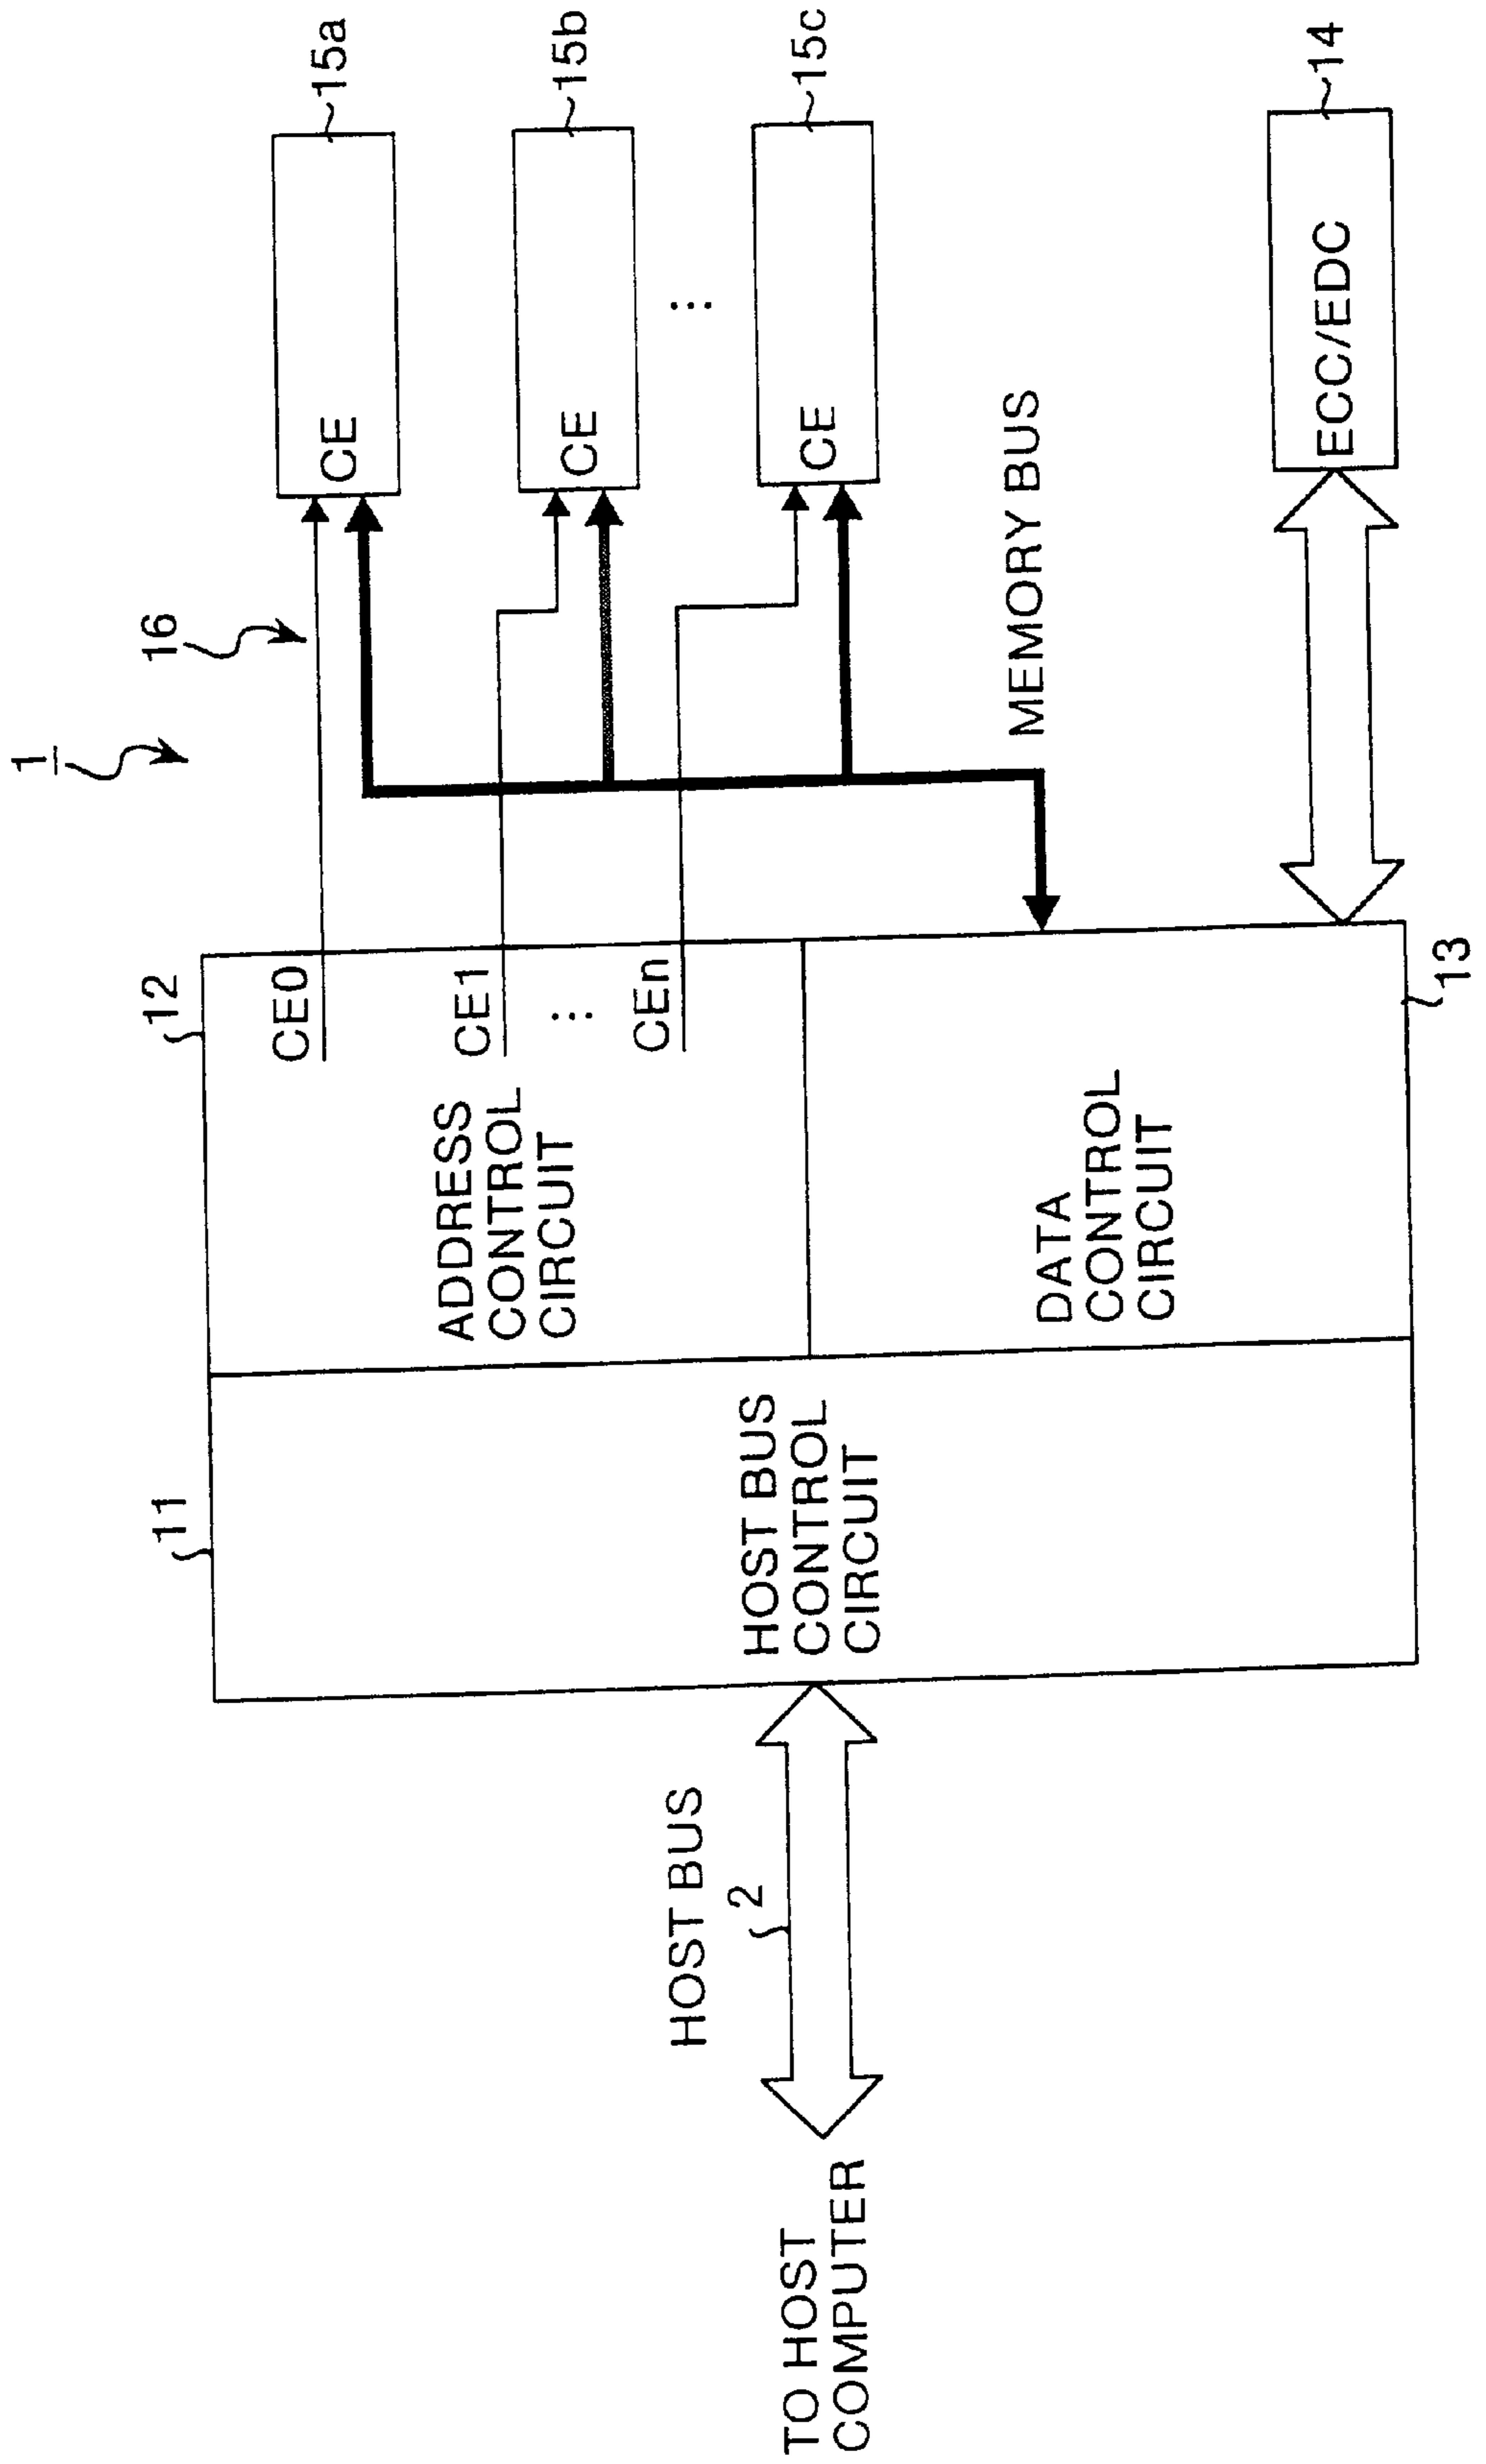 1
16
12
11
CE0
CE1
⋮
CEn
ADDRESS
CONTROL
CIRCUIT
HOST BUS
CONTROL
CIRCUIT
DATA
CONTROL
CIRCUIT
13
HOST BUS
2
TO HOST
COMPUTER
CE
15a
CE
15b
⋮
CE
15c
MEMORY BUS
ECC/EDC
14